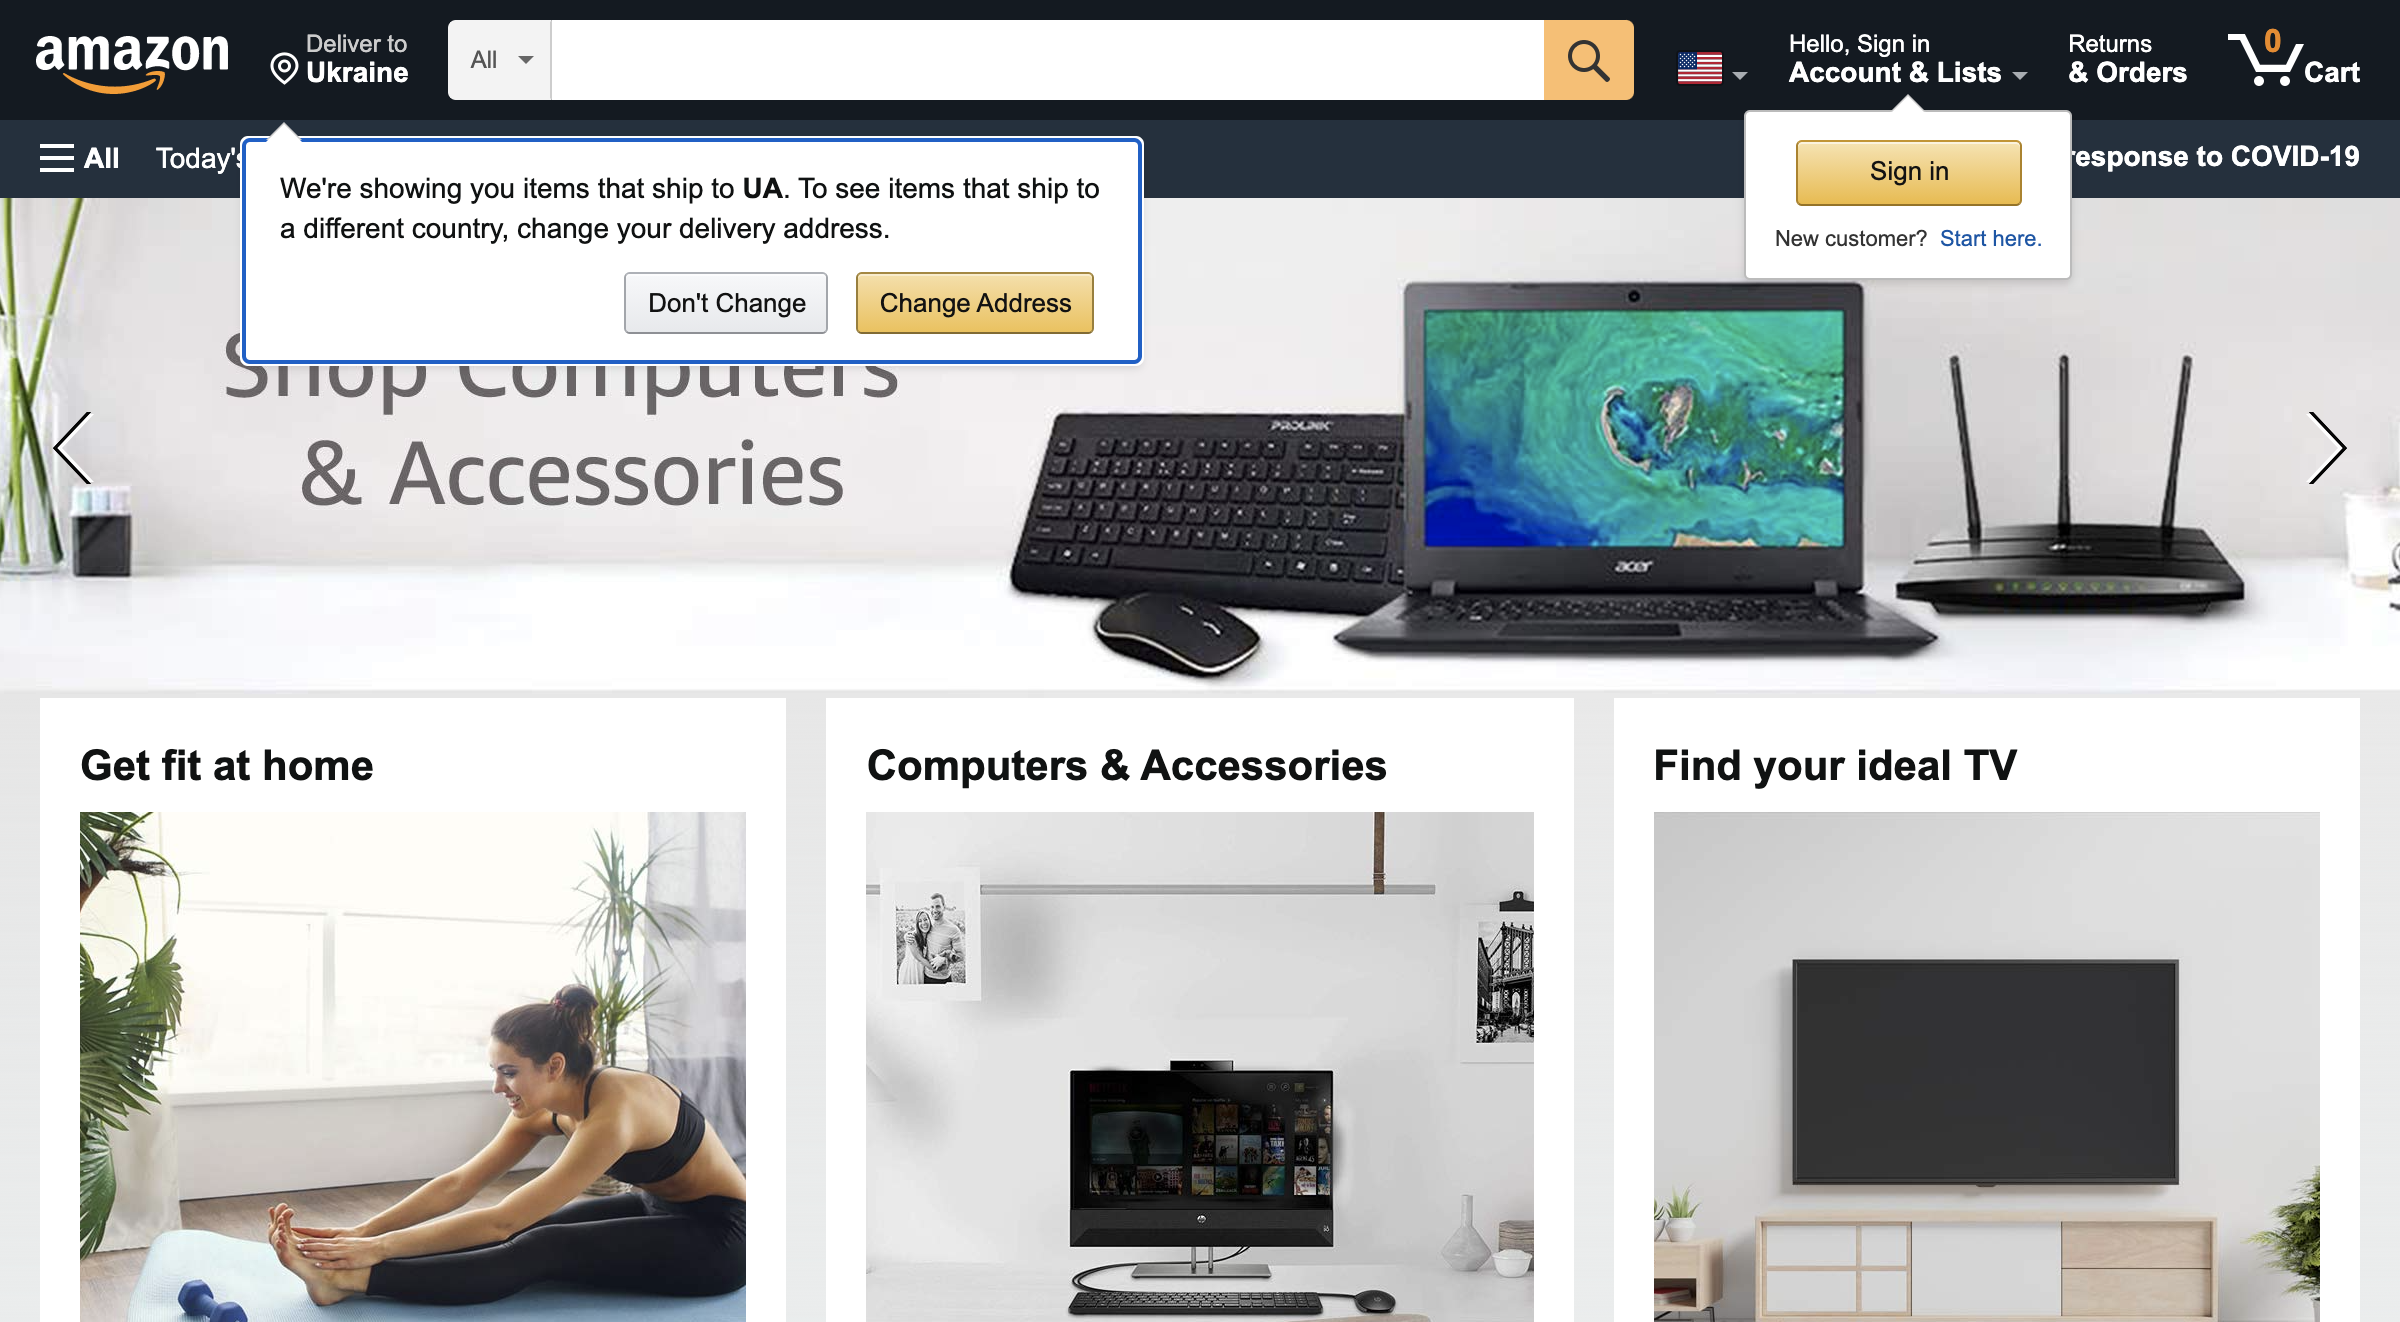 amazon
Deliver to
Ukraine
All
Hello, Sign in
Account & Lists
Returns
& Orders
0
Cart
All
Today's
response to COVID-19
We're showing you items that ship to UA. To see items that ship to
a different country, change your delivery address.
Don't Change
Change Address
Sign in
New customer? Start here.
Shop Computers
& Accessories
PROLINK
acer
Get fit at home
Computers & Accessories
Find your ideal TV